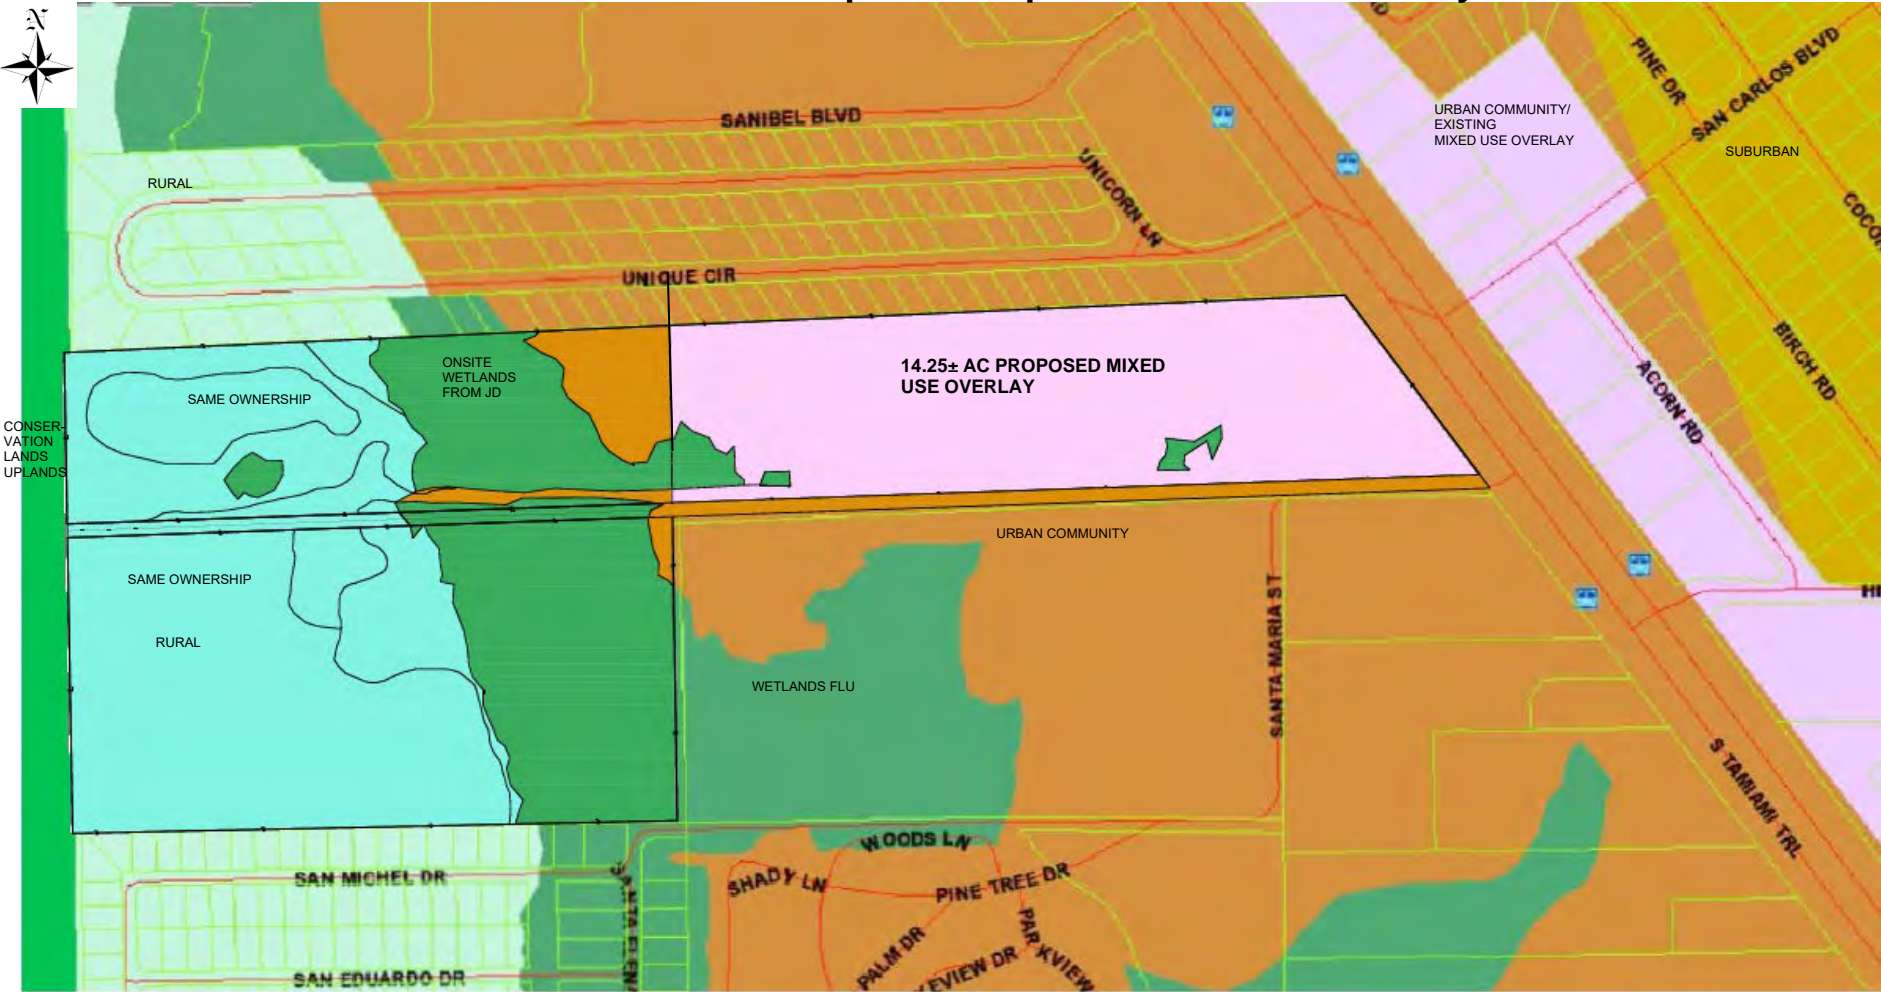 N
SANIBEL BLVD
PINE DR
SAN CARLOS BLVD
URBAN COMMUNITY/
EXISTING
MIXED USE OVERLAY
SUBURBAN
RURAL
UNICORN LN
UNIQUE CIR
ONSITE
WETLANDS
FROM JD
14.25± AC PROPOSED MIXED
USE OVERLAY
BIRCH RD
ACORN RD
SAME OWNERSHIP
CONSER-
VATION
LANDS
UPLANDS
URBAN COMMUNITY
SAME OWNERSHIP
RURAL
SANTA MARIA ST
WETLANDS FLU
S TAMIAMI TRL
WOODS LN
SAN MICHEL DR
SHADY LN
PINE TREE DR
PALM DR
SAN EDUARDO DR